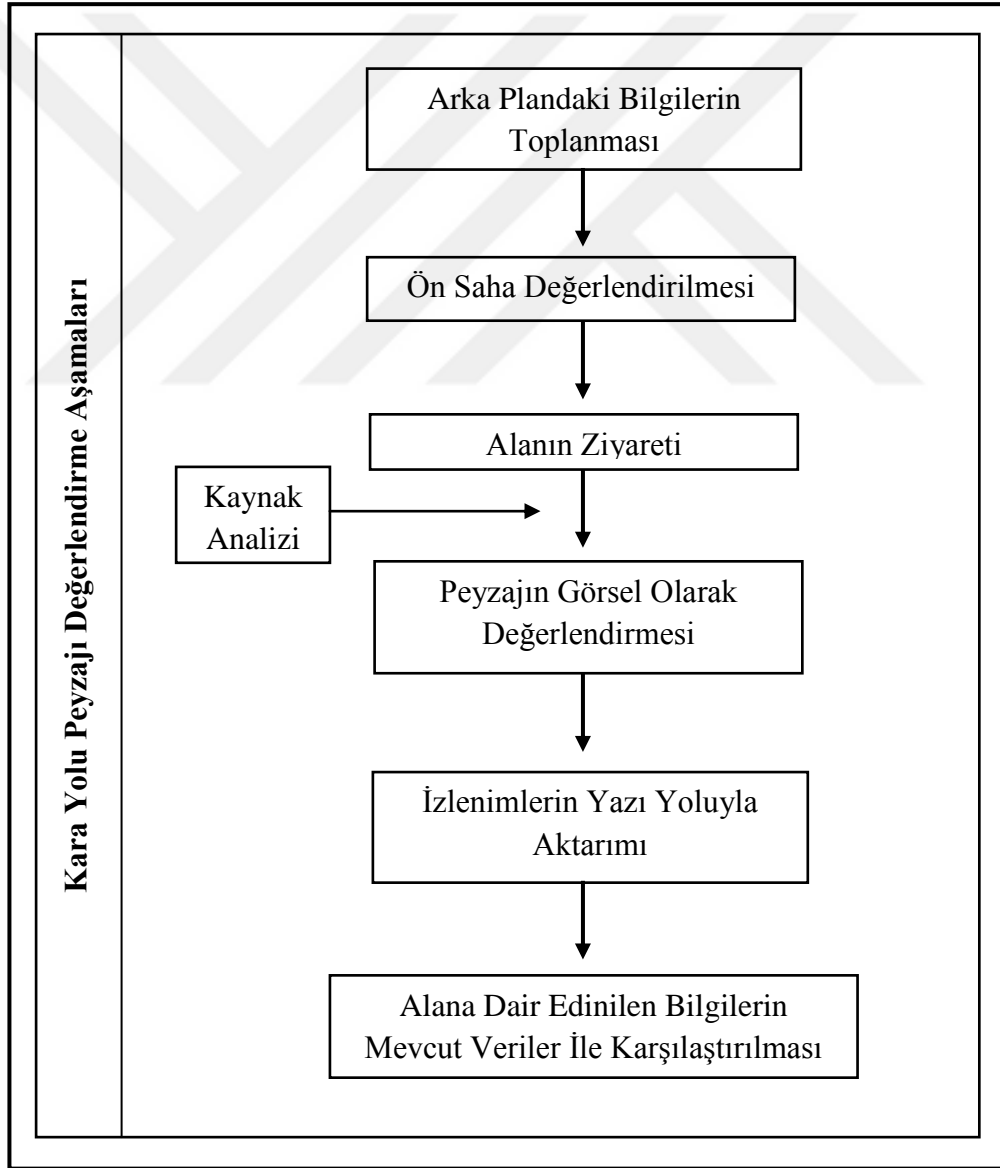 Kara Yolu Peyzajı Değerlendirme Aşamaları
Arka Plandaki Bilgilerin
Toplanması
Ön Saha Değerlendirilmesi
Alanın Ziyareti
Kaynak
Analizi
Peyzajın Görsel Olarak
Değerlendirmesi
İzlenimlerin Yazı Yoluyla
Aktarımı
Alana Dair Edinilen Bilgilerin
Mevcut Veriler İle Karşılaştırılması